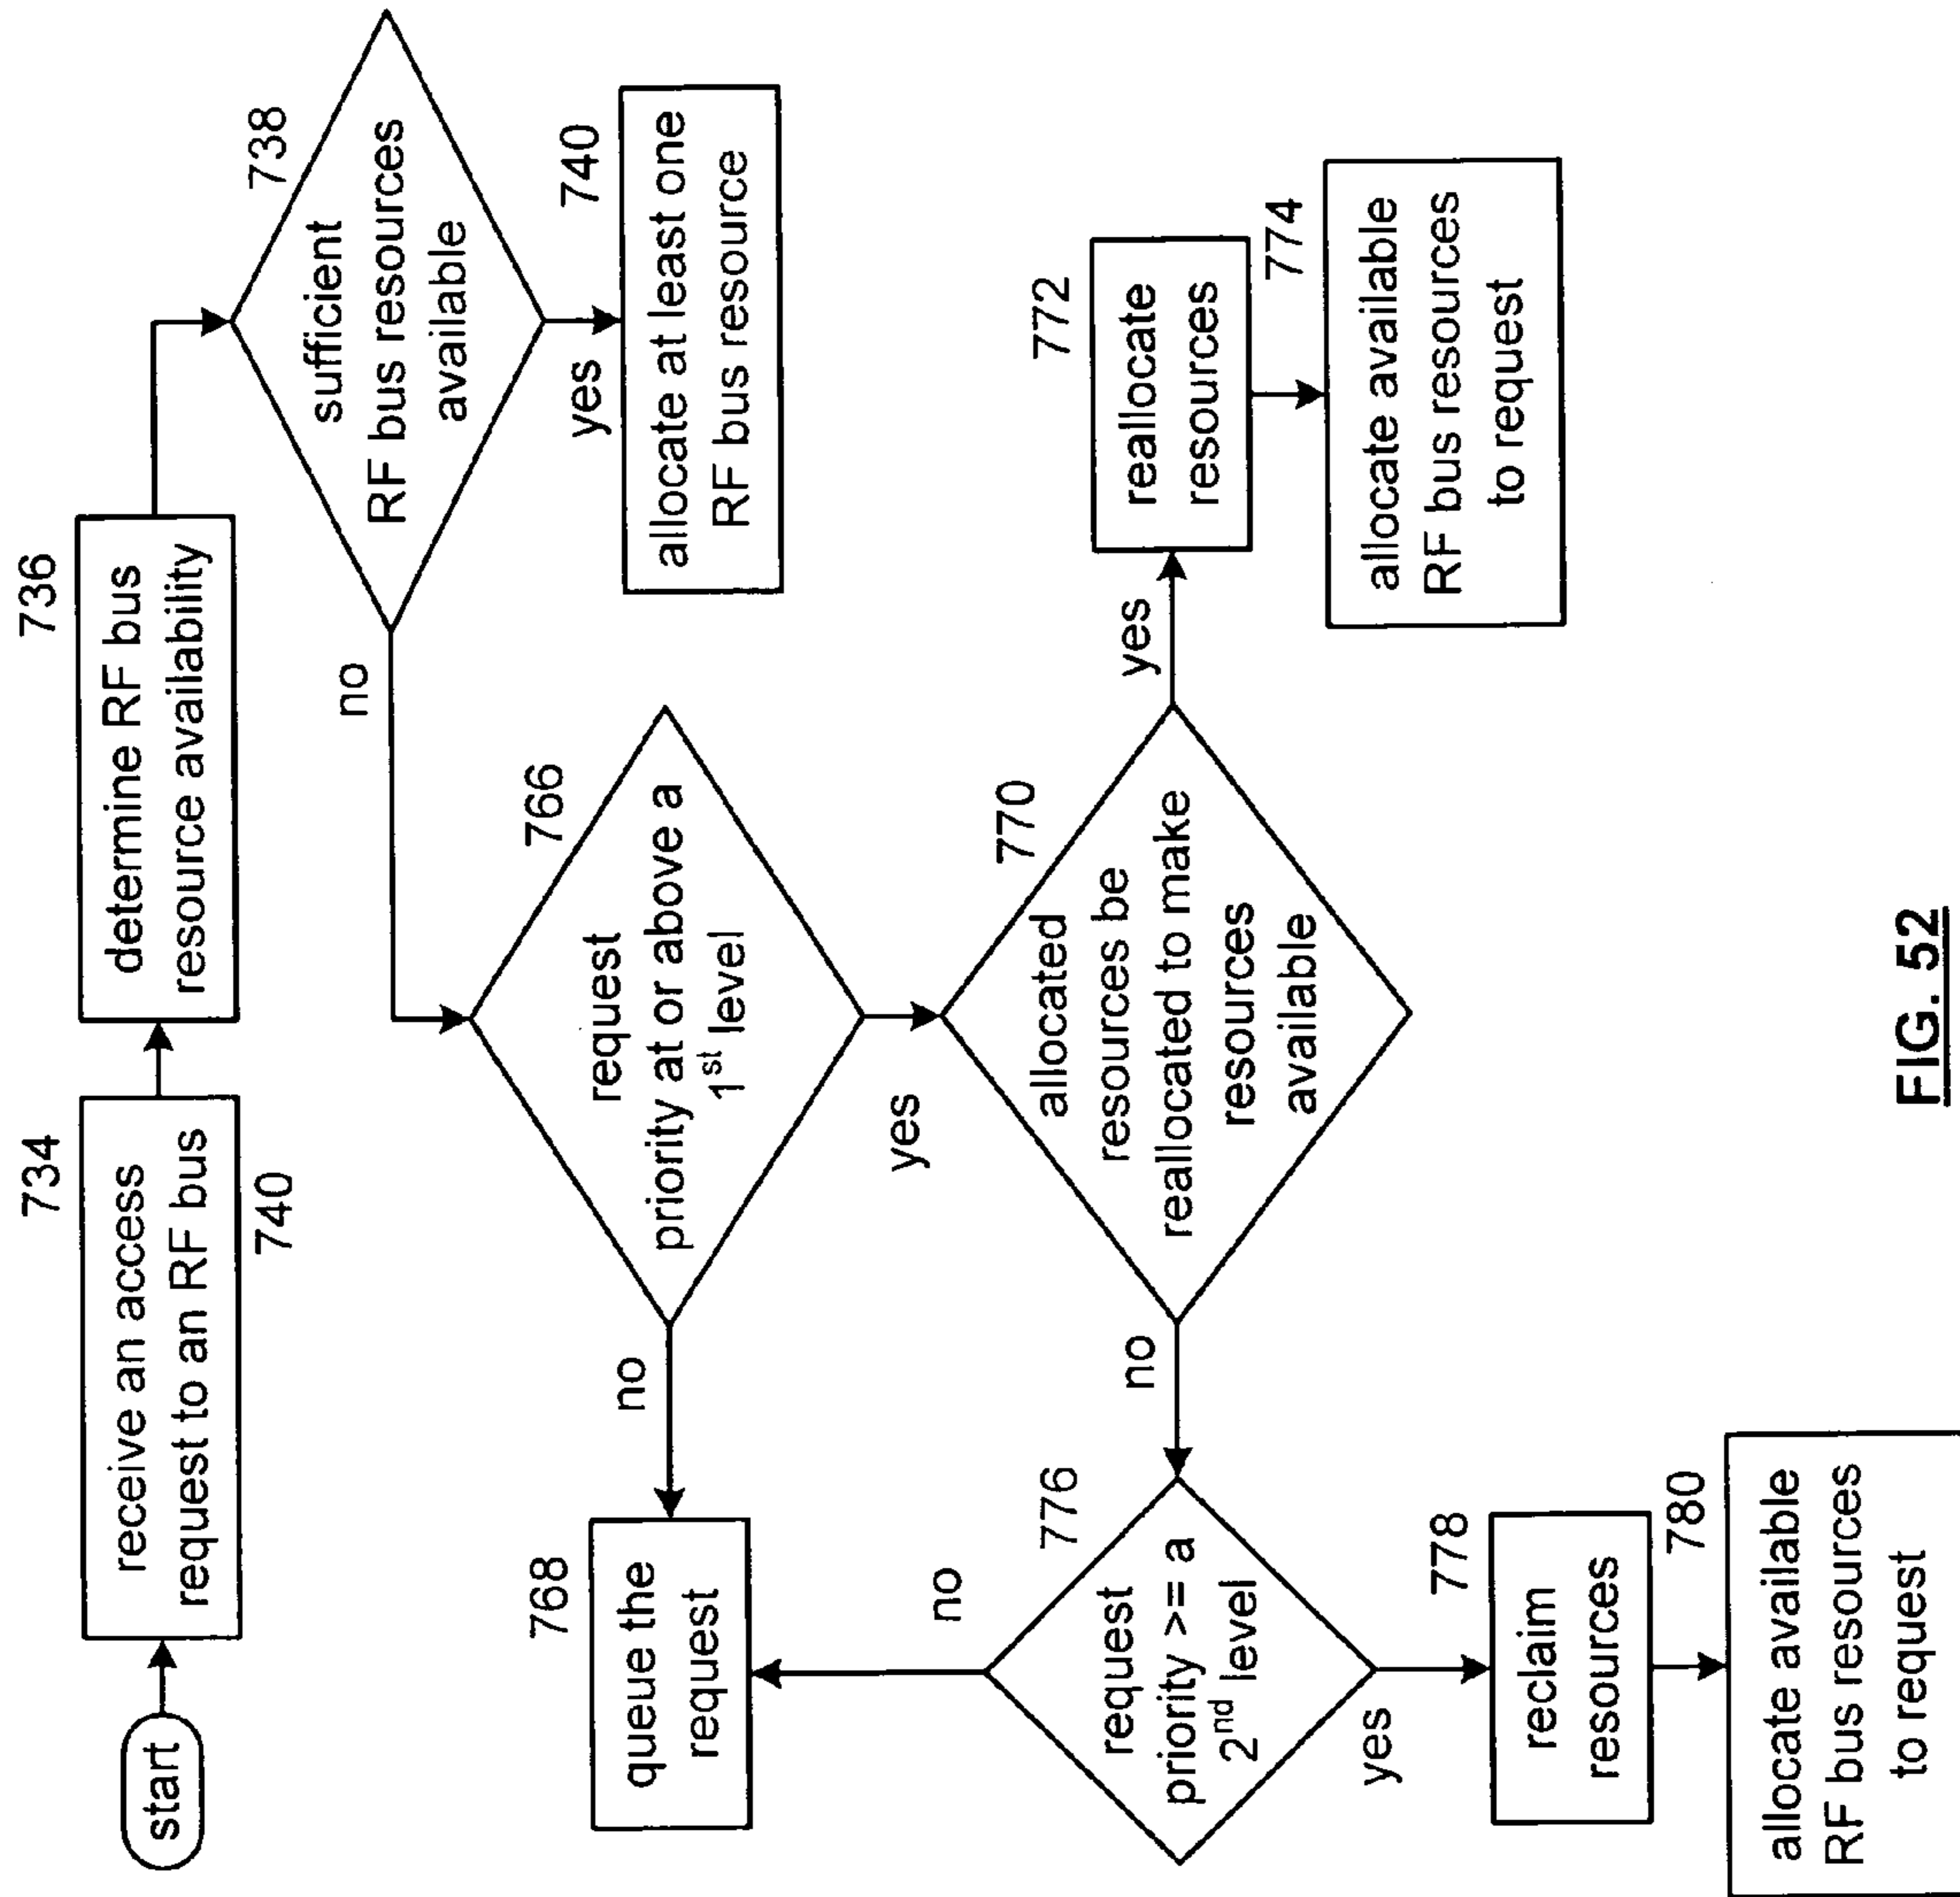 start
734
receive an access
request to an RF bus
740
736
determine RF bus
resource availability
738
sufficient
RF bus resources
available
yes
740
allocate at least one
RF bus resource
no
766
request
priority at or above a
1st level
no
768
queue the
request
yes
770
allocated
resources be
reallocated to make
resources
available
yes
772
reallocate
resources
774
allocate available
RF bus resources
to request
no
776
request
priority >= a
2nd level
no
yes
778
reclaim
resources
780
allocate available
RF bus resources
to request
FIG. 52